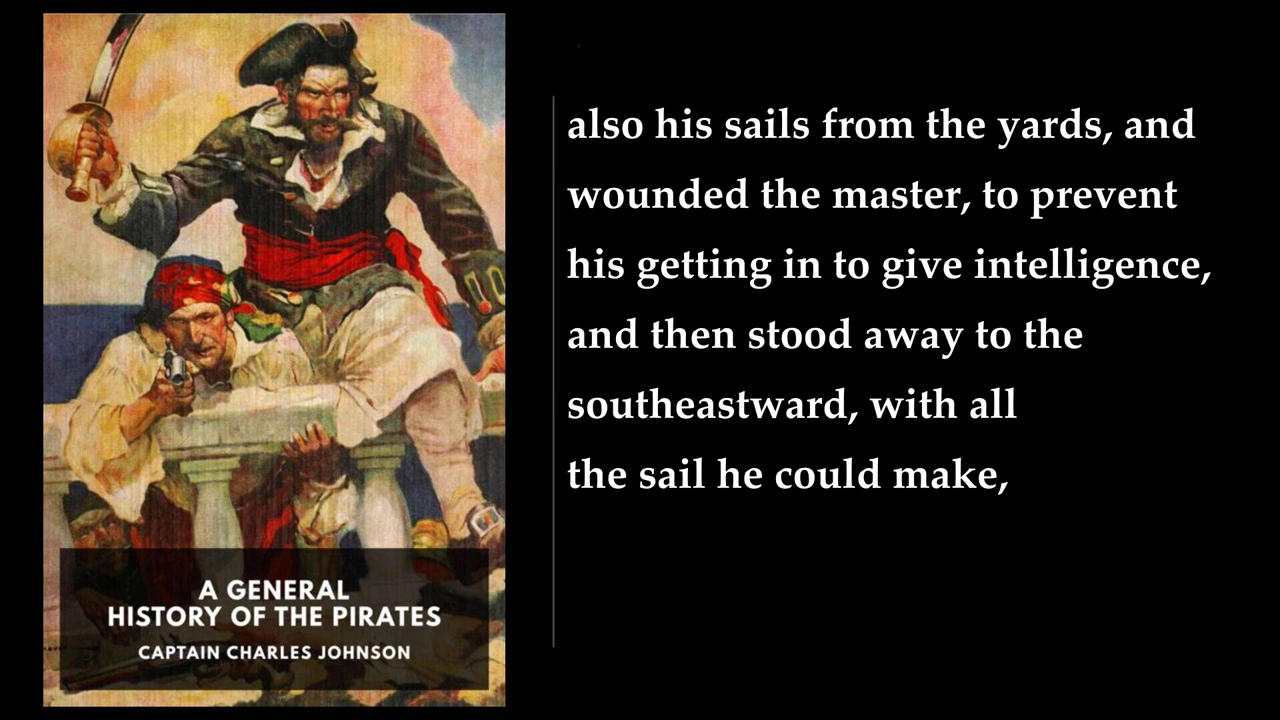 A GENERAL
HISTORY OF THE PIRATES
CAPTAIN CHARLES JOHNSON
also his sails from the yards, and
wounded the master, to prevent
his getting in to give intelligence,
and then stood away to the
southeastward, with all
the sail he could make,